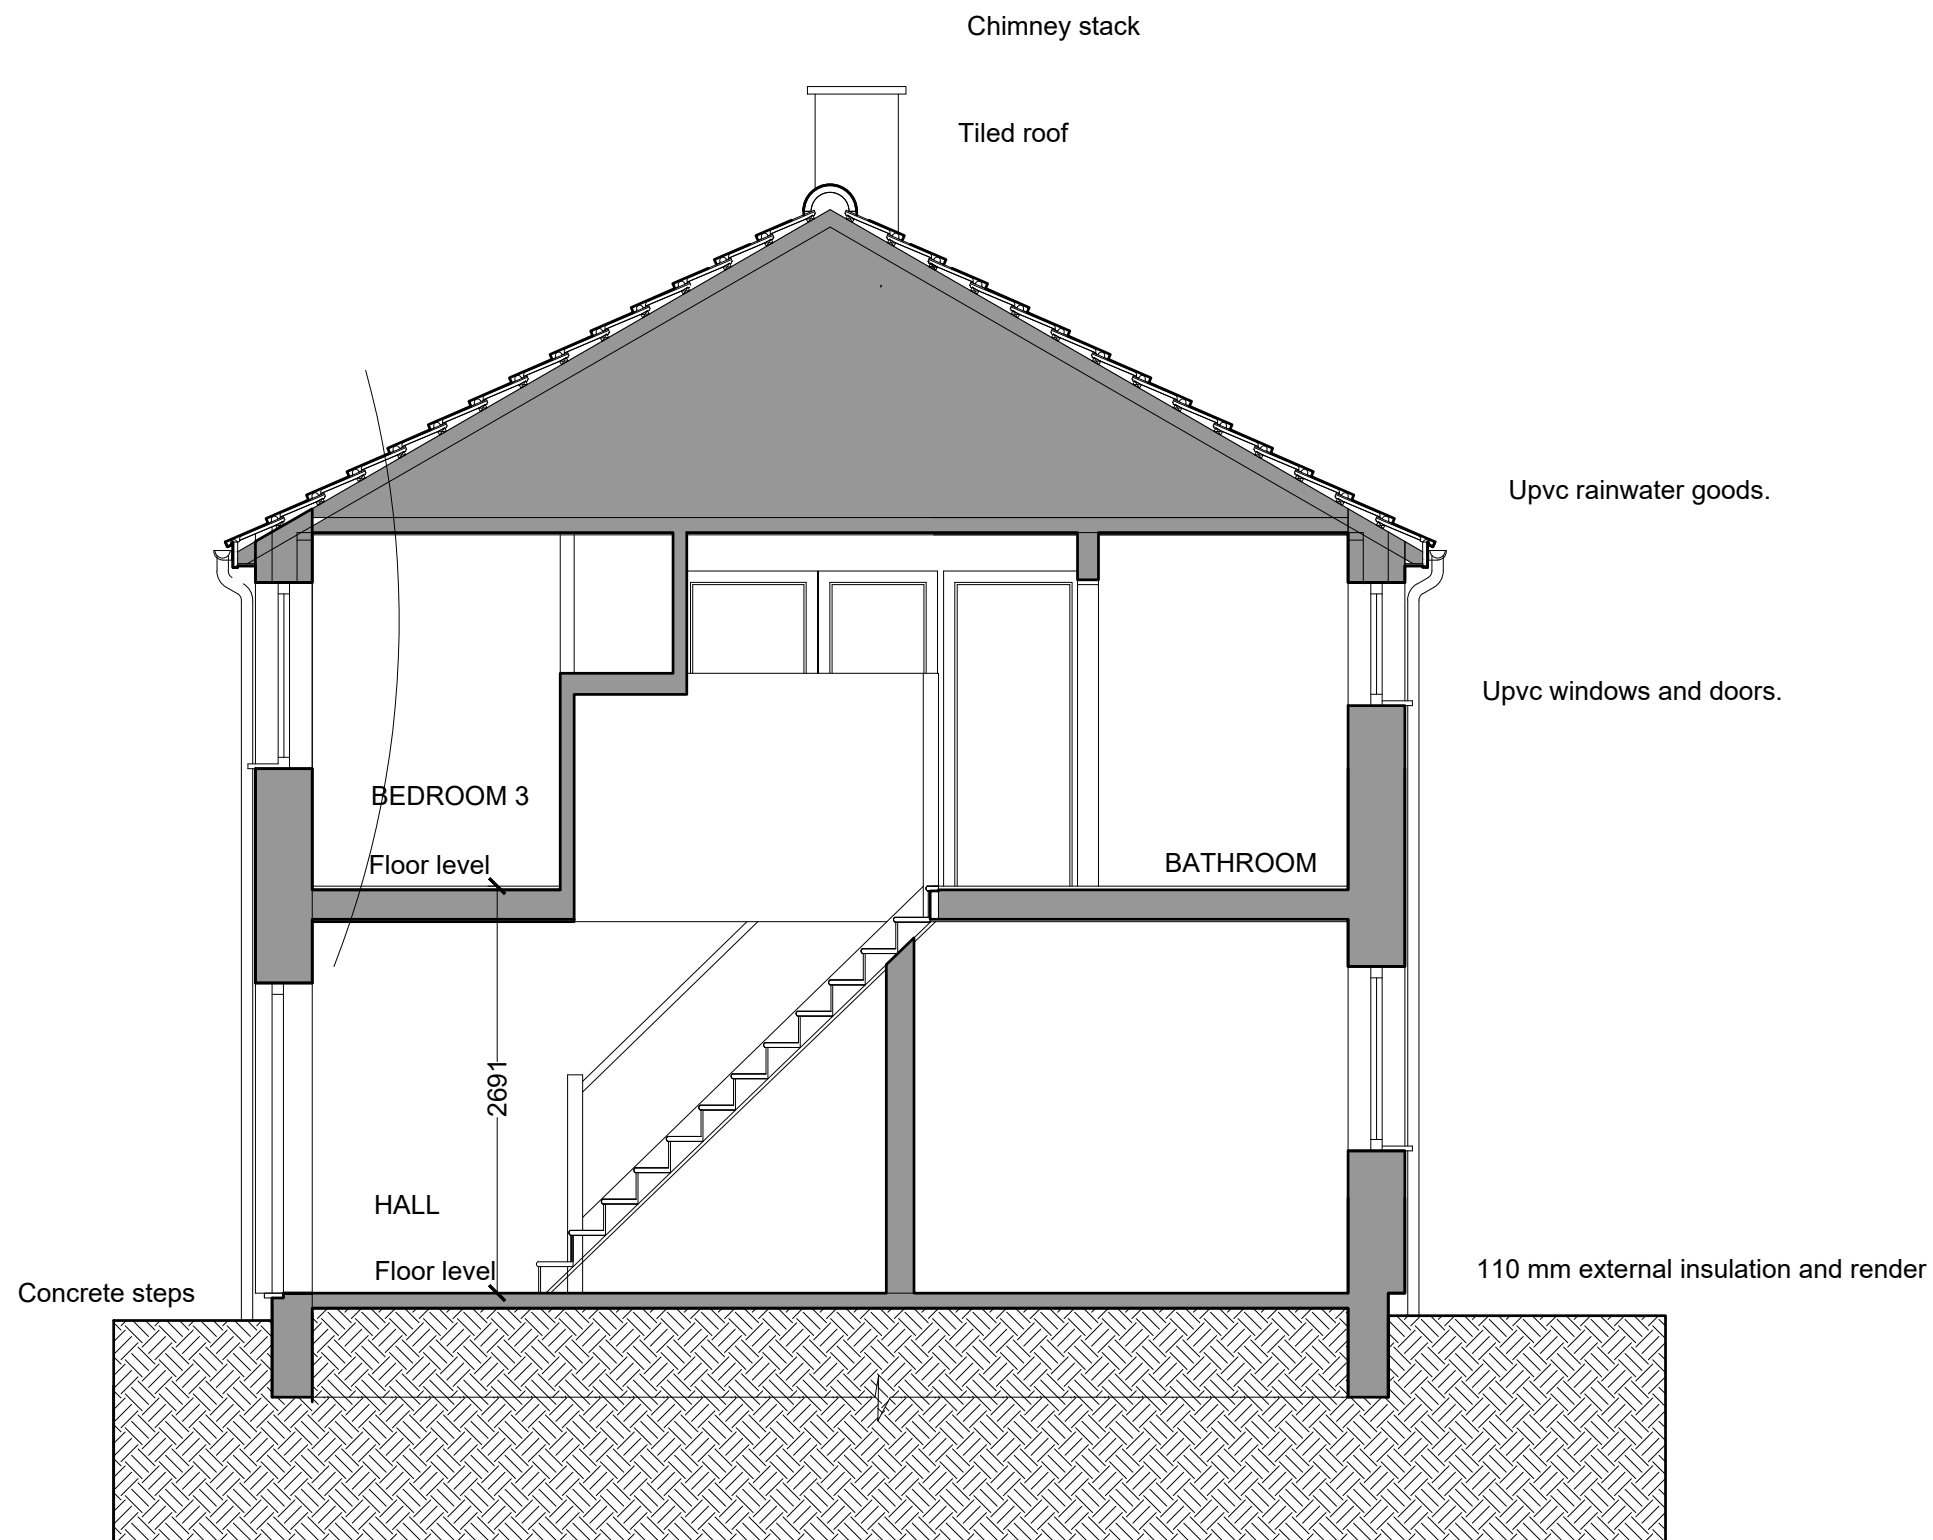 Chimney stack
Tiled roof
Upvc rainwater goods.
Upvc windows and doors.
BEDROOM 3
Floor level
BATHROOM
2691
HALL
Floor level
Concrete steps
110 mm external insulation and render